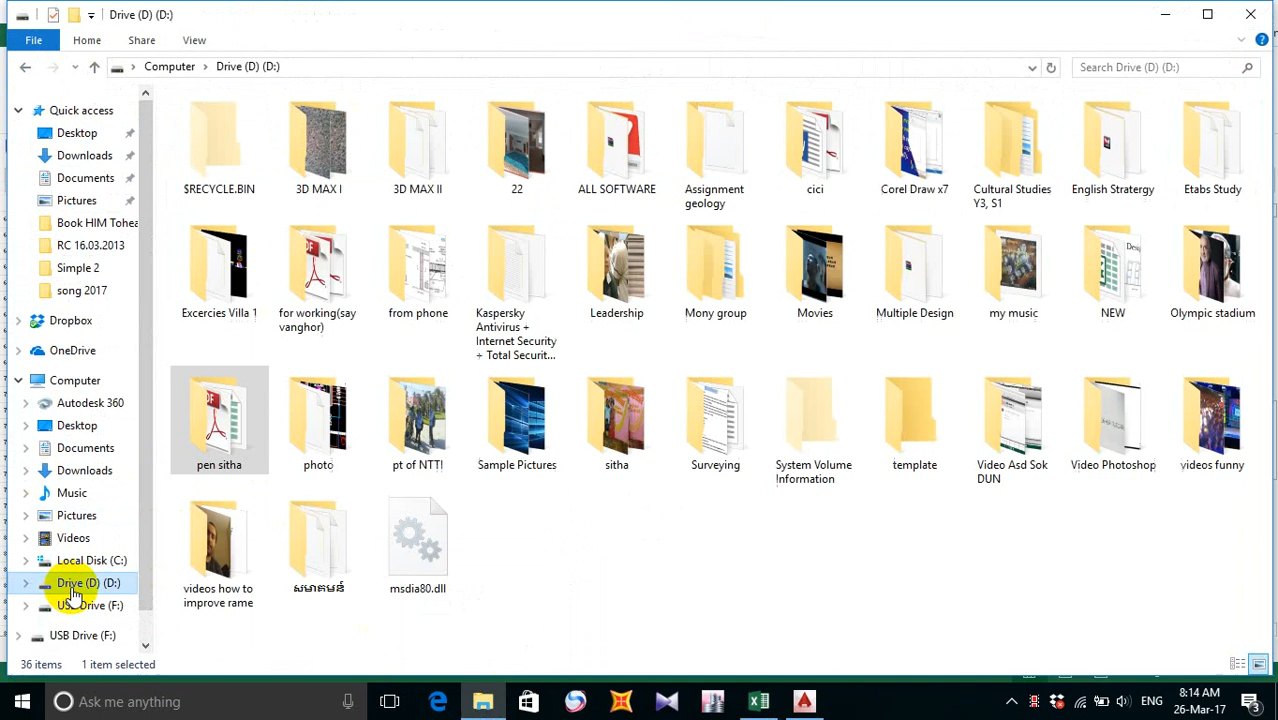 Drive (D) (D:)
File Home Share View
Computer Drive (D) (D:)
Search Drive (D) (D:)
Quick access
Desktop
Downloads
Documents
Pictures
Book HIM Tohea
RC 16.03.2013
Simple 2
song 2017
Dropbox
OneDrive
Computer
Autodesk 360
Desktop
Documents
Downloads
Music
Pictures
Videos
Local Disk (C:)
Drive (D) (D:)
USB Drive (F:)
USB Drive (F:)
$RECYCLE.BIN
3D MAX I
3D MAX II
22
ALL SOFTWARE
Assignment
geology
cici
Corel Draw x7
Cultural Studies
Y3, S1
English Stratergy
Etabs Study
Excercies Villa 1
for working(say
vanghor)
from phone
Kaspersky
Antivirus +
Internet Security
+ Total Securit...
Leadership
Mony group
Movies
Multiple Design
my music
NEW
Olympic stadium
pen sitha
photo
pt of NTTI
Sample Pictures
sitha
Surveying
System Volume
Information
template
Video Asd Sok
DUN
Video Photoshop
videos funny
videos how to
improve rame
សមាគមន៍
msdia80.dll
36 items 1 item selected
Ask me anything
ENG
8:14 AM
26-Mar-17
3